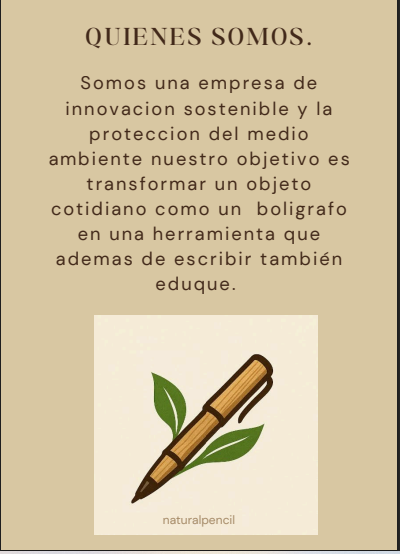 QUIENES SOMOS.
Somos una empresa de
innovacion sostenible y la
proteccion del medio
ambiente nuestro objetivo es
transformar un objeto
cotidiano como un  boligrafo
en una herramienta que
ademas de escribir también
eduque.
naturalpencil